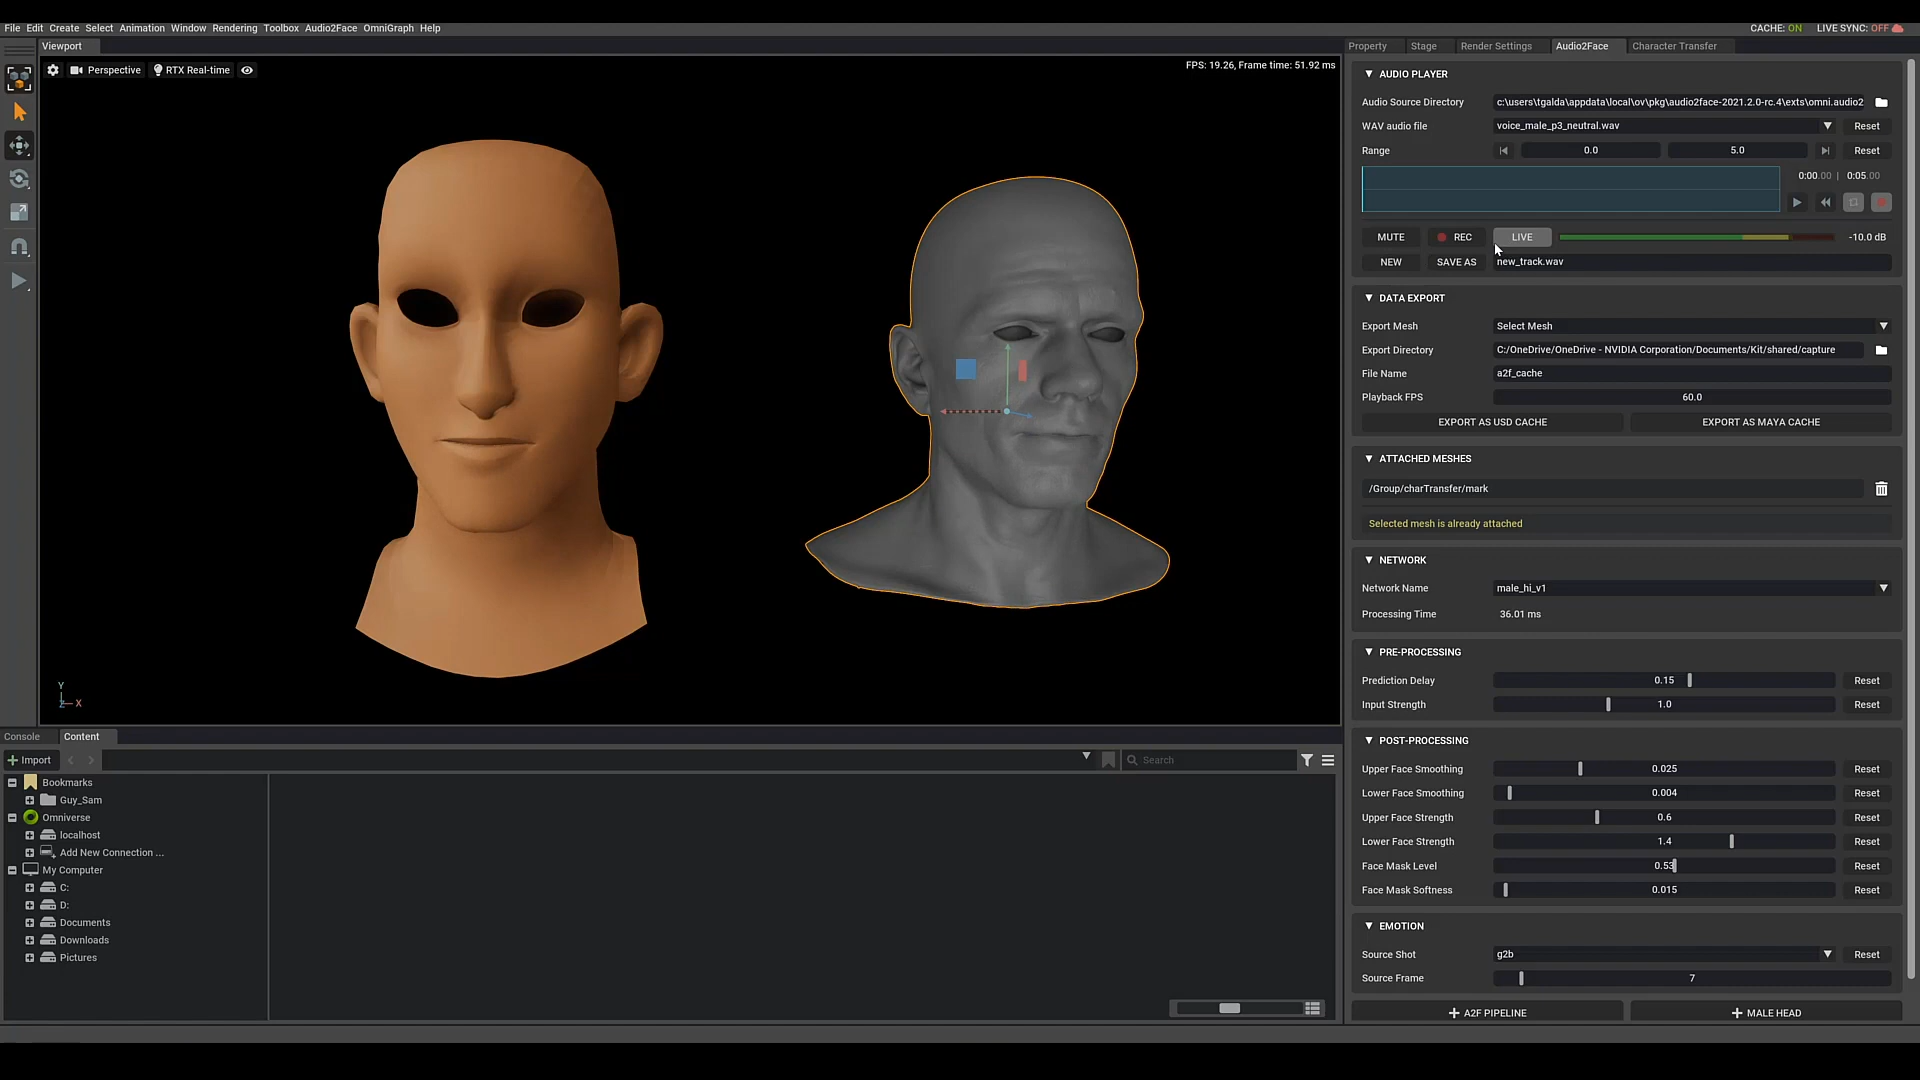 File Edit Create Select Animation Window Rendering Toolbox Audio2Face OmniGraph Help
CACHE: ON LIVE SYNC: OFF
Viewport
Perspective RTX Real-time
FPS: 19.26, Frame time: 51.92 ms
Y
Z X
Property Stage Render Settings Audio2Face Character Transfer
AUDIO PLAYER
Audio Source Directory c:\users\tgalda\appdata\local\ov\pkg\audio2face-2021.2.0-rc.4\exts\omni.audio2
WAV audio file voice_male_p3_neutral.wav Reset
Range 0.0 5.0 Reset
0:00.00 | 0:05.00
MUTE REC LIVE -10.0 dB
NEW SAVE AS new_track.wav
DATA EXPORT
Export Mesh Select Mesh
Export Directory C:/OneDrive/OneDrive - NVIDIA Corporation/Documents/Kit/shared/capture
File Name a2f_cache
Playback FPS 60.0
EXPORT AS USD CACHE EXPORT AS MAYA CACHE
ATTACHED MESHES
/Group/charTransfer/mark
Selected mesh is already attached
NETWORK
Network Name male_hi_v1
Processing Time 36.01 ms
PRE-PROCESSING
Prediction Delay 0.15 Reset
Input Strength 1.0 Reset
POST-PROCESSING
Upper Face Smoothing 0.025 Reset
Lower Face Smoothing 0.004 Reset
Upper Face Strength 0.6 Reset
Lower Face Strength 1.4 Reset
Face Mask Level 0.53 Reset
Face Mask Softness 0.015 Reset
EMOTION
Source Shot g2b Reset
Source Frame 7
+ A2F PIPELINE + MALE HEAD
Console Content
+ Import Search
Bookmarks
Guy_Sam
Omniverse
localhost
Add New Connection ...
My Computer
C:
D:
Documents
Downloads
Pictures